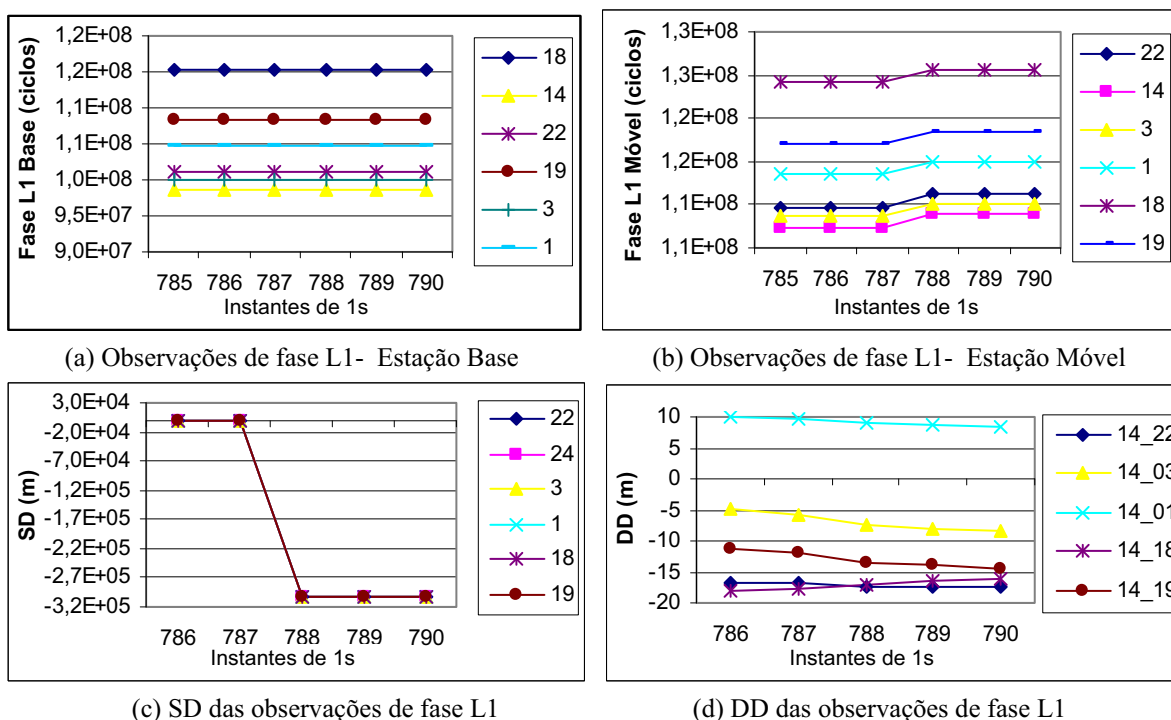 Fase L1 Base (ciclos)
1,2E+08
1,2E+08
1,1E+08
1,1E+08
1,0E+08
9,5E+07
9,0E+07
785 786 787 788 789 790
Instantes de 1s
18
14
22
19
3
1
(a) Observações de fase L1- Estação Base
Fase L1 Móvel (ciclos)
1,3E+08
1,3E+08
1,2E+08
1,2E+08
1,1E+08
1,1E+08
785 786 787 788 789 790
Instantes de 1s
22
14
3
1
18
19
(b) Observações de fase L1- Estação Móvel
SD (m)
3,0E+04
-2,0E+04
-7,0E+04
-1,2E+05
-1,7E+05
-2,2E+05
-2,7E+05
-3,2E+05
786 787 788 789 790
Instantes de 1s
22
24
3
1
18
19
(c) SD das observações de fase L1
DD (m)
10
5
0
-5
-10
-15
-20
786 787 788 789 790
Instantes de 1s
14_22
14_03
14_01
14_18
14_19
(d) DD das observações de fase L1